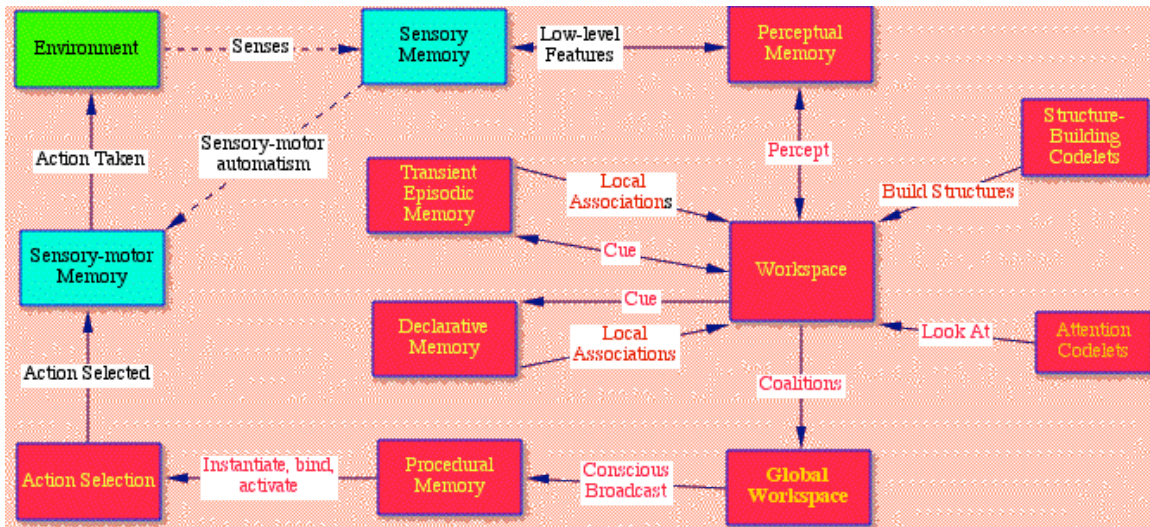 Environment
Senses
Sensory
Memory
Low-level
Features
Perceptual
Memory
Structure-
Building
Codelets
Sensory-motor
automatism
Action Taken
Percept
Transient
Episodic
Memory
Local
Associations
Build Structures
Sensory-motor
Memory
Cue
Workspace
Cue
Declarative
Memory
Local
Associations
Look At
Attention
Codelets
Action Selected
Coalitions
Action Selection
Instantiate, bind,
activate
Procedural
Memory
Conscious
Broadcast
Global
Workspace